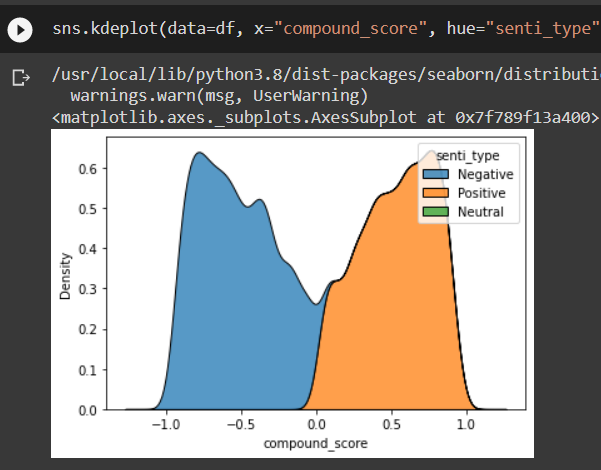 sns.kdeplot(data=df, x="compound_score", hue="senti_type"
/usr/local/lib/python3.8/dist-packages/seaborn/distributi
warnings.warn(msg, UserWarning)
<matplotlib.axes._subplots.AxesSubplot at 0x7f789f13a400>
senti_type
Negative
Positive
Neutral
0.6
0.5
0.4
0.3
0.2
0.1
0.0
Density
−1.0 −0.5 0.0 0.5 1.0
compound_score